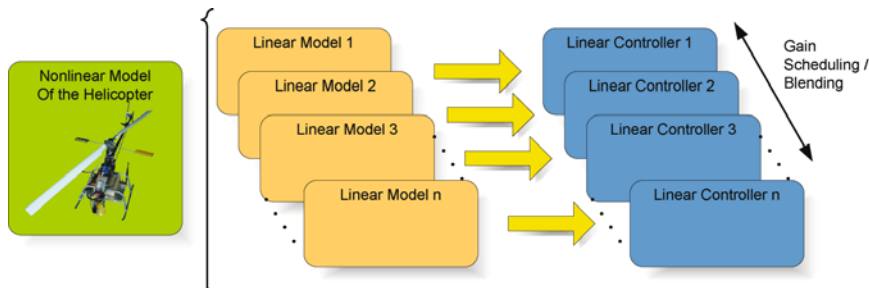 Nonlinear Model
Of the Helicopter
Linear Model 1
Linear Model 2
Linear Model 3
Linear Model n
Linear Controller 1
Linear Controller 2
Linear Controller 3
Linear Controller n
Gain
Scheduling /
Blending